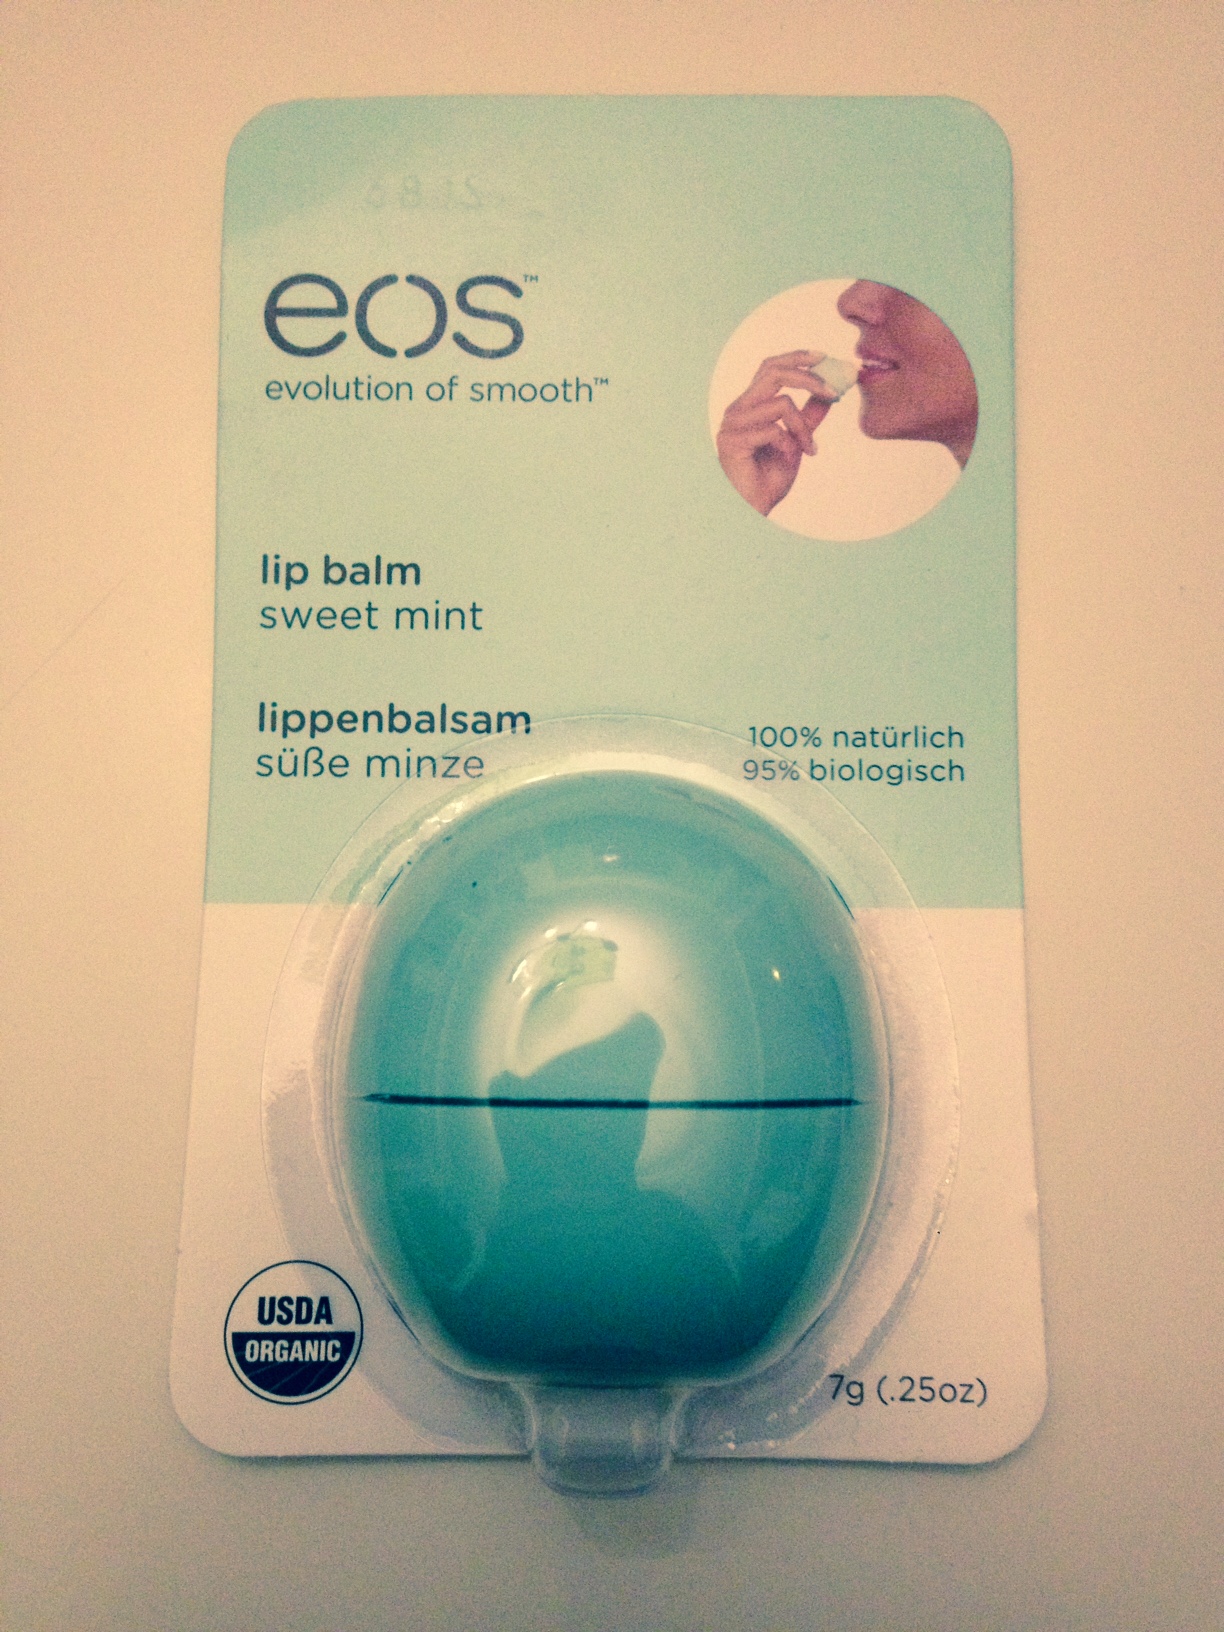 eos™
evolution of smooth™
lip balm
sweet mint
lippenbalsam
süße minze
100% natürlich
95% biologisch
USDA
ORGANIC
7g (.25oz)